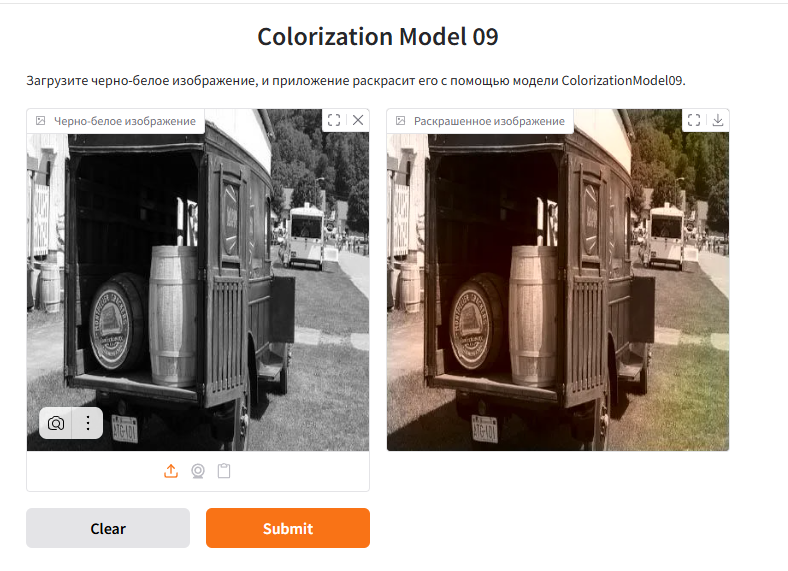 Colorization Model 09
Загрузите черно-белое изображение, и приложение раскрасит его с помощью модели ColorizationModel09.
Черно-белое изображение
Раскрашенное изображение
Clear
Submit